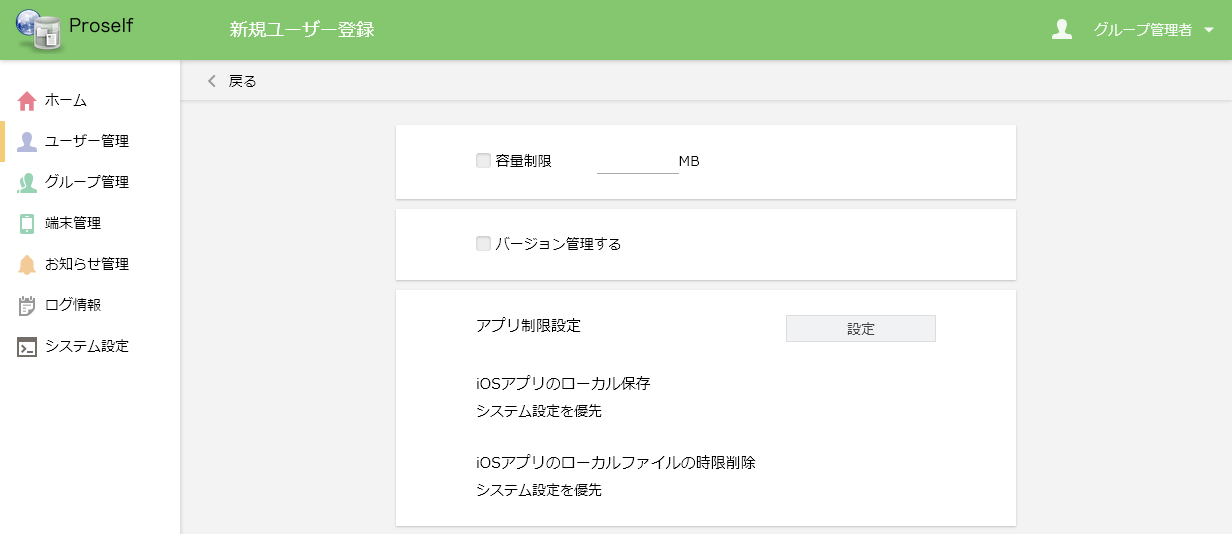 Proself
新規ユーザー登録
グループ管理者
戻る
ホーム
ユーザー管理
グループ管理
端末管理
お知らせ管理
ログ情報
システム設定
容量制限 MB
バージョン管理する
アプリ制限設定 設定
iOSアプリのローカル保存
システム設定を優先
iOSアプリのローカルファイルの時限削除
システム設定を優先